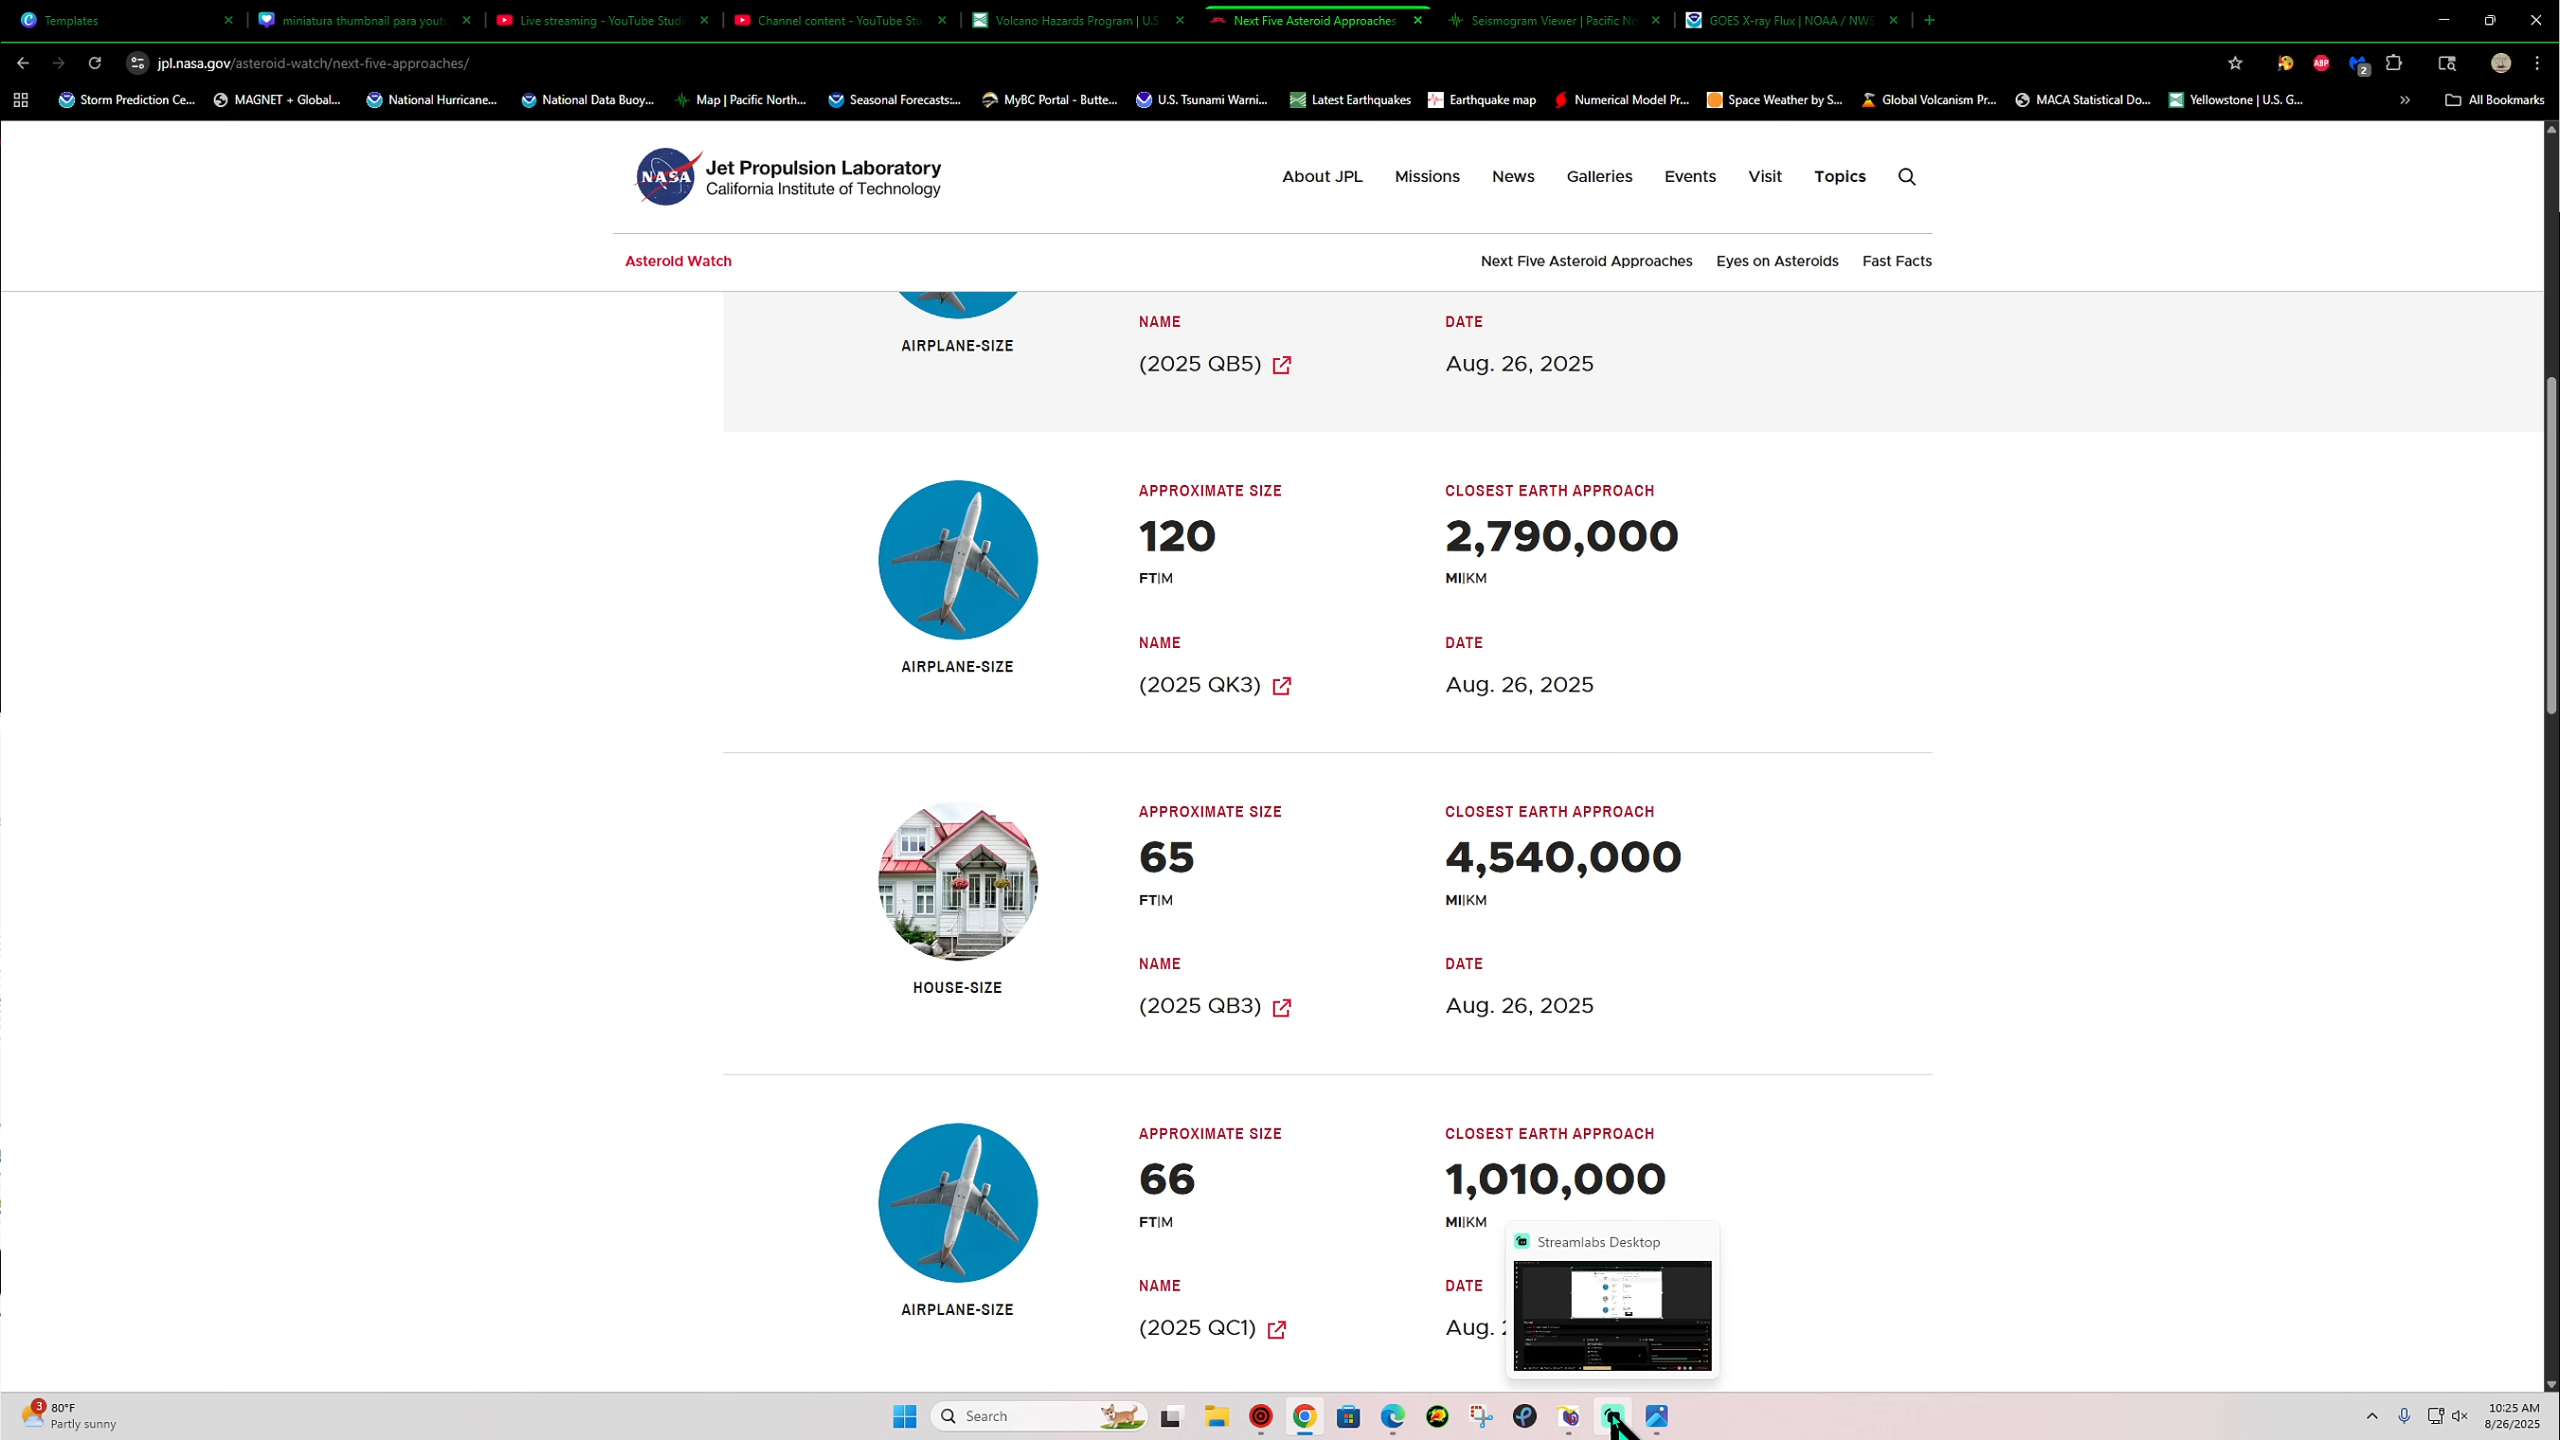 Templates
miniatura thumbnail para yout
Live streaming - YouTube Studi
Channel content - YouTube Stu
Volcano Hazards Program | U.S
Next Five Asteroid Approaches
Seismogram Viewer | Pacific No
GOES X-ray Flux | NOAA / NWS
jpl.nasa.gov/asteroid-watch/next-five-approaches/
ABP
2
Storm Prediction Ce...
MAGNET + Global...
National Hurricane...
National Data Buoy...
Map | Pacific North...
Seasonal Forecasts:...
MyBC Portal - Butte...
U.S. Tsunami Warni...
Latest Earthquakes
Earthquake map
Numerical Model Pr...
Space Weather by S...
Global Volcanism Pr...
MACA Statistical Do...
Yellowstone | U.S. G...
All Bookmarks
NASA
Jet Propulsion Laboratory
California Institute of Technology
About JPL
Missions
News
Galleries
Events
Visit
Topics
Asteroid Watch
Next Five Asteroid Approaches
Eyes on Asteroids
Fast Facts
AIRPLANE-SIZE
NAME
(2025 QB5)
DATE
Aug. 26, 2025
AIRPLANE-SIZE
APPROXIMATE SIZE
120
FT|M
CLOSEST EARTH APPROACH
2,790,000
MI|KM
NAME
(2025 QK3)
DATE
Aug. 26, 2025
HOUSE-SIZE
APPROXIMATE SIZE
65
FT|M
CLOSEST EARTH APPROACH
4,540,000
MI|KM
NAME
(2025 QB3)
DATE
Aug. 26, 2025
AIRPLANE-SIZE
APPROXIMATE SIZE
66
FT|M
CLOSEST EARTH APPROACH
1,010,000
MI|KM
NAME
(2025 QC1)
DATE
Aug.
Streamlabs Desktop
3
80°F
Partly sunny
Search
10:25 AM
8/26/2025